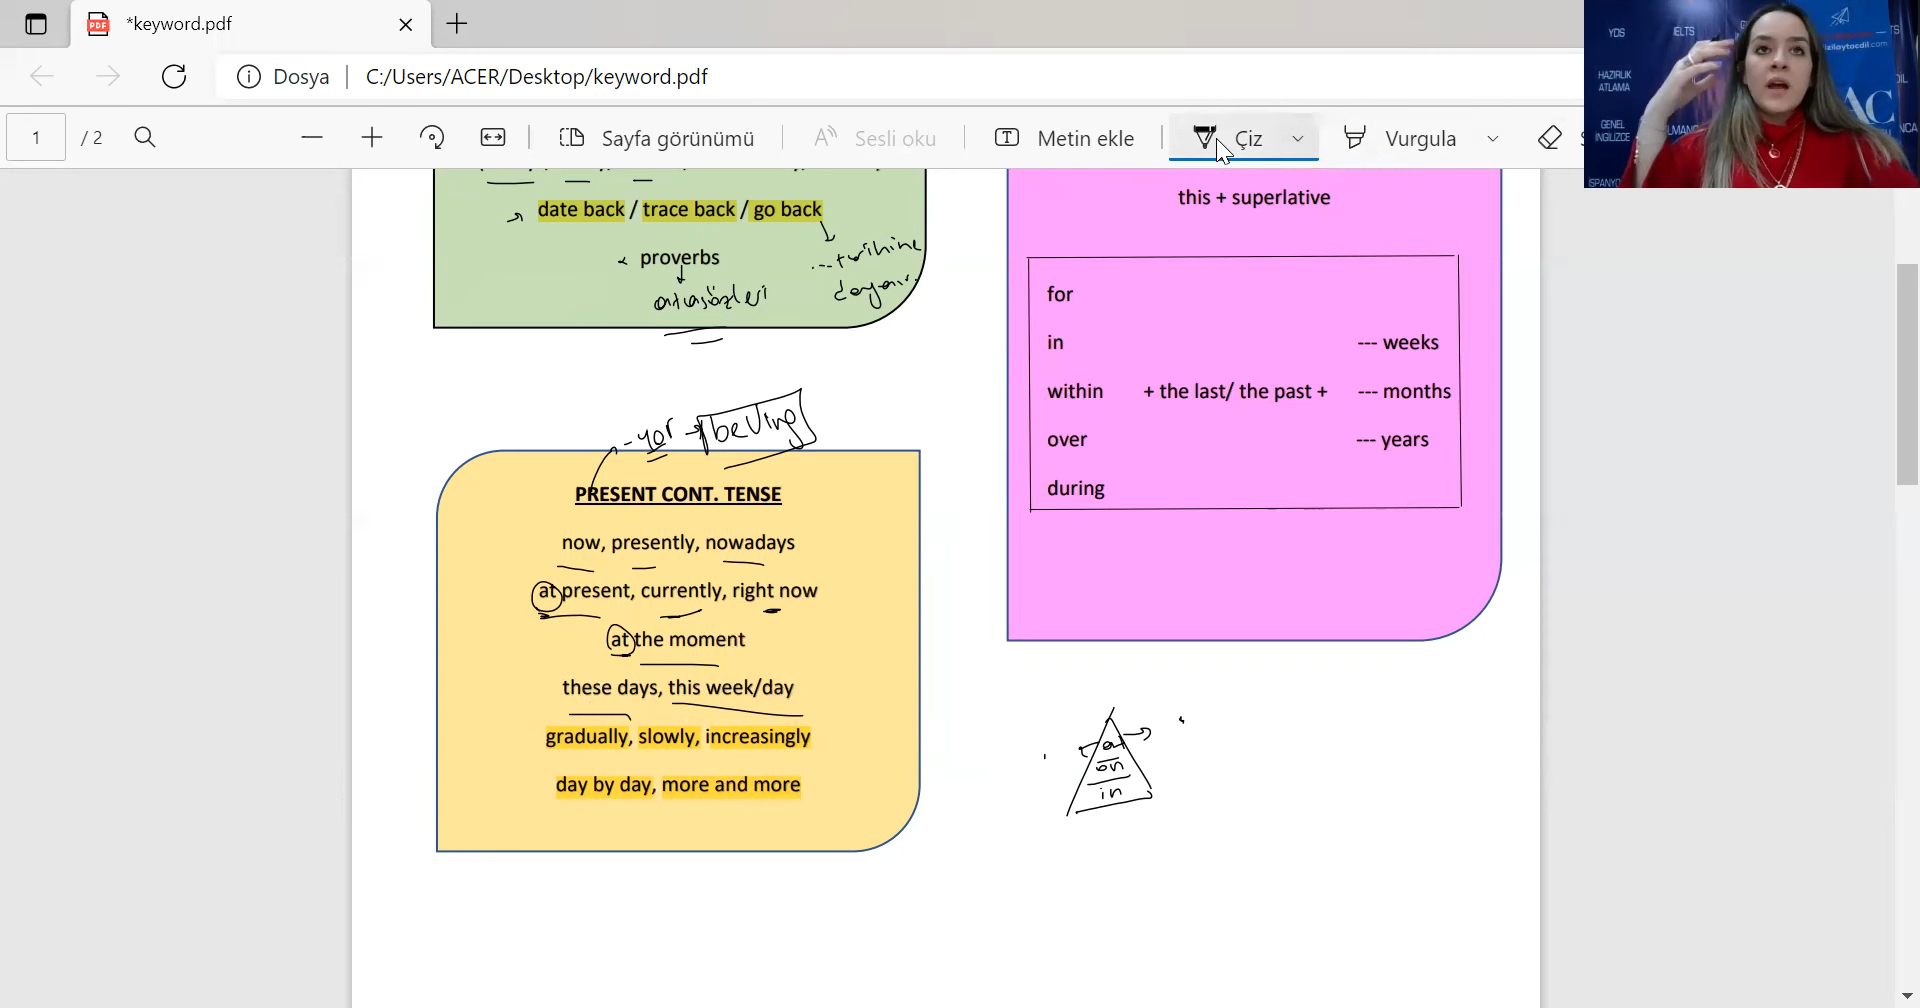 *keyword.pdf
Dosya
C:/Users/ACER/Desktop/keyword.pdf
1 / 2
Sayfa görünümü
Sesli oku
Metin ekle
Çiz
Vurgula
YDS
IELTS
HAZIRLIK
ATLAMA
GENEL
İNGİLİZCE
date back / trace back / go back
proverbs
atasözleri
... tarihine
dayanır.
-yor → be Ving
PRESENT CONT. TENSE
now, presently, nowadays
at present, currently, right now
at the moment
these days, this week/day
gradually, slowly, increasingly
day by day, more and more
this + superlative
for
in --- weeks
within + the last/ the past + --- months
over --- years
during
at
on
in